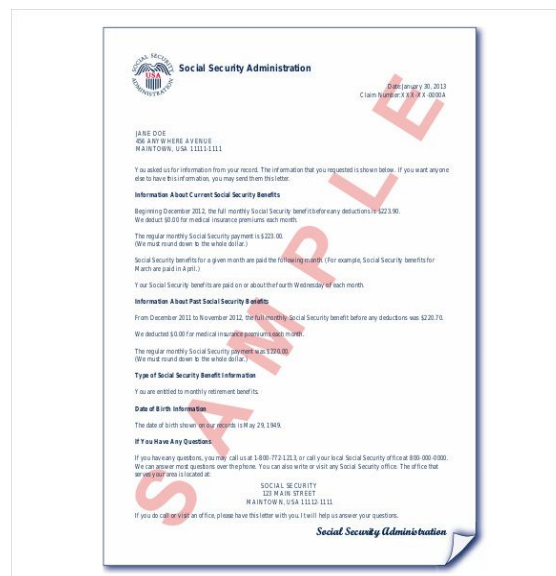 SOCIAL SECURITY
ADMINISTRATION
USA
Social Security Administration
Date: January 30, 2013
Claim Number: XXX-XX-0000A
JANE DOE
456 ANYWHERE AVENUE
MAINTOWN, USA 11111-1111
You asked us for information from your record. The information that you requested is shown below. If you want anyone
else to have this information, you may send them this letter.
Information About Current Social Security Benefits
Beginning December 2012, the full monthly Social Security benefit before any deductions is $223.90.
We deduct $0.00 for medical insurance premiums each month.
The regular monthly Social Security payment is $223.00.
(We must round down to the whole dollar.)
Social Security benefits for a given month are paid the following month. (For example, Social Security benefits for
March are paid in April.)
Your Social Security benefits are paid on or about the fourth Wednesday of each month.
Information About Past Social Security Benefits
From December 2011 to November 2012, the full monthly Social Security benefit before any deductions was $220.70.
We deducted $0.00 for medical insurance premiums each month.
The regular monthly Social Security payment was $220.00.
(We must round down to the whole dollar.)
Type of Social Security Benefit Information
You are entitled to monthly retirement benefits.
Date of Birth Information
The date of birth shown on our records is May 29, 1949.
If You Have Any Questions
If you have any questions, you may call us at 1-800-772-1213, or call your local Social Security office at 800-000-0000.
We can answer most questions over the phone. You can also write or visit any Social Security office. The office that
serves your area is located at:
SOCIAL SECURITY
123 MAIN STREET
MAINTOWN, USA 11112-1111
If you do call or visit an office, please have this letter with you. It will help us answer your questions.
Social Security Administration
SAMPLE